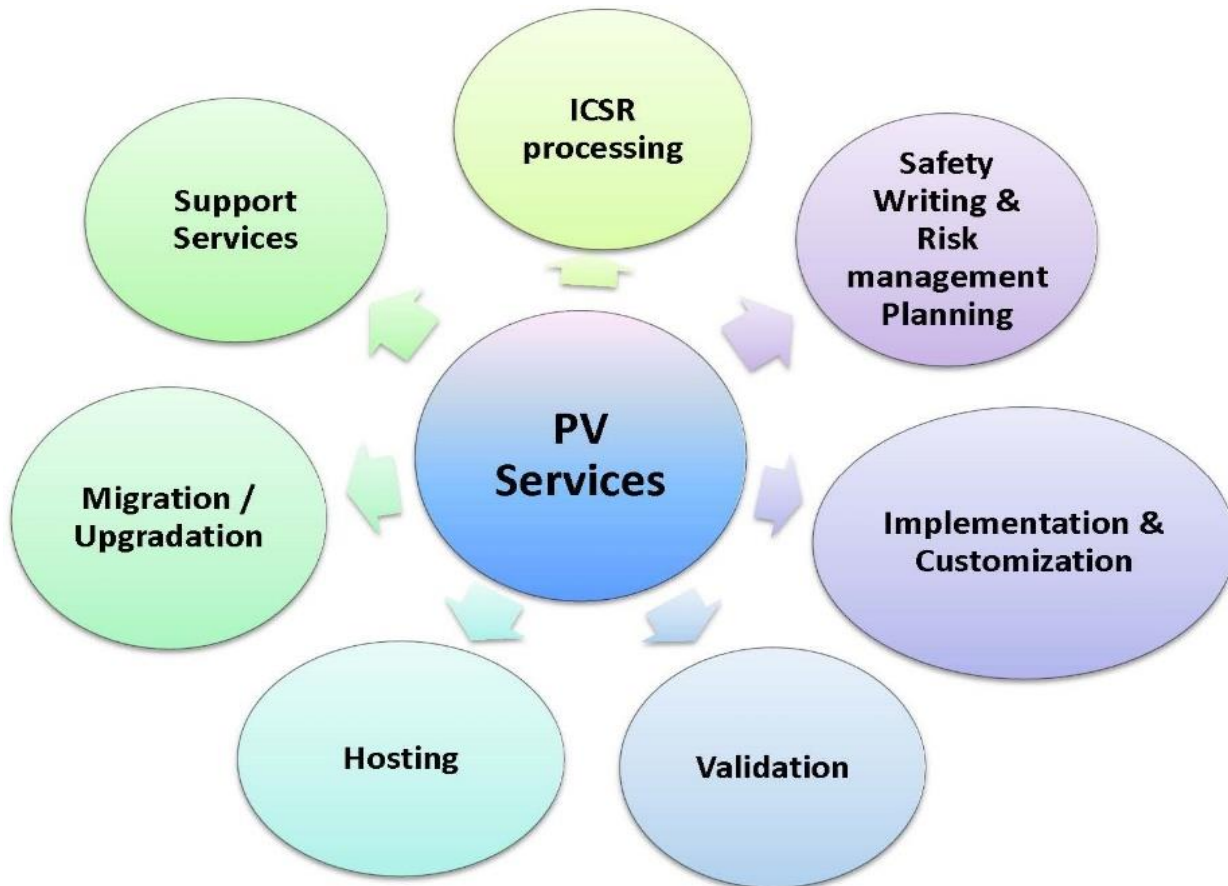 ICSR
processing
Safety
Writing &
Risk
management
Planning
Support
Services
PV
Services
Migration /
Upgradation
Implementation &
Customization
Hosting
Validation